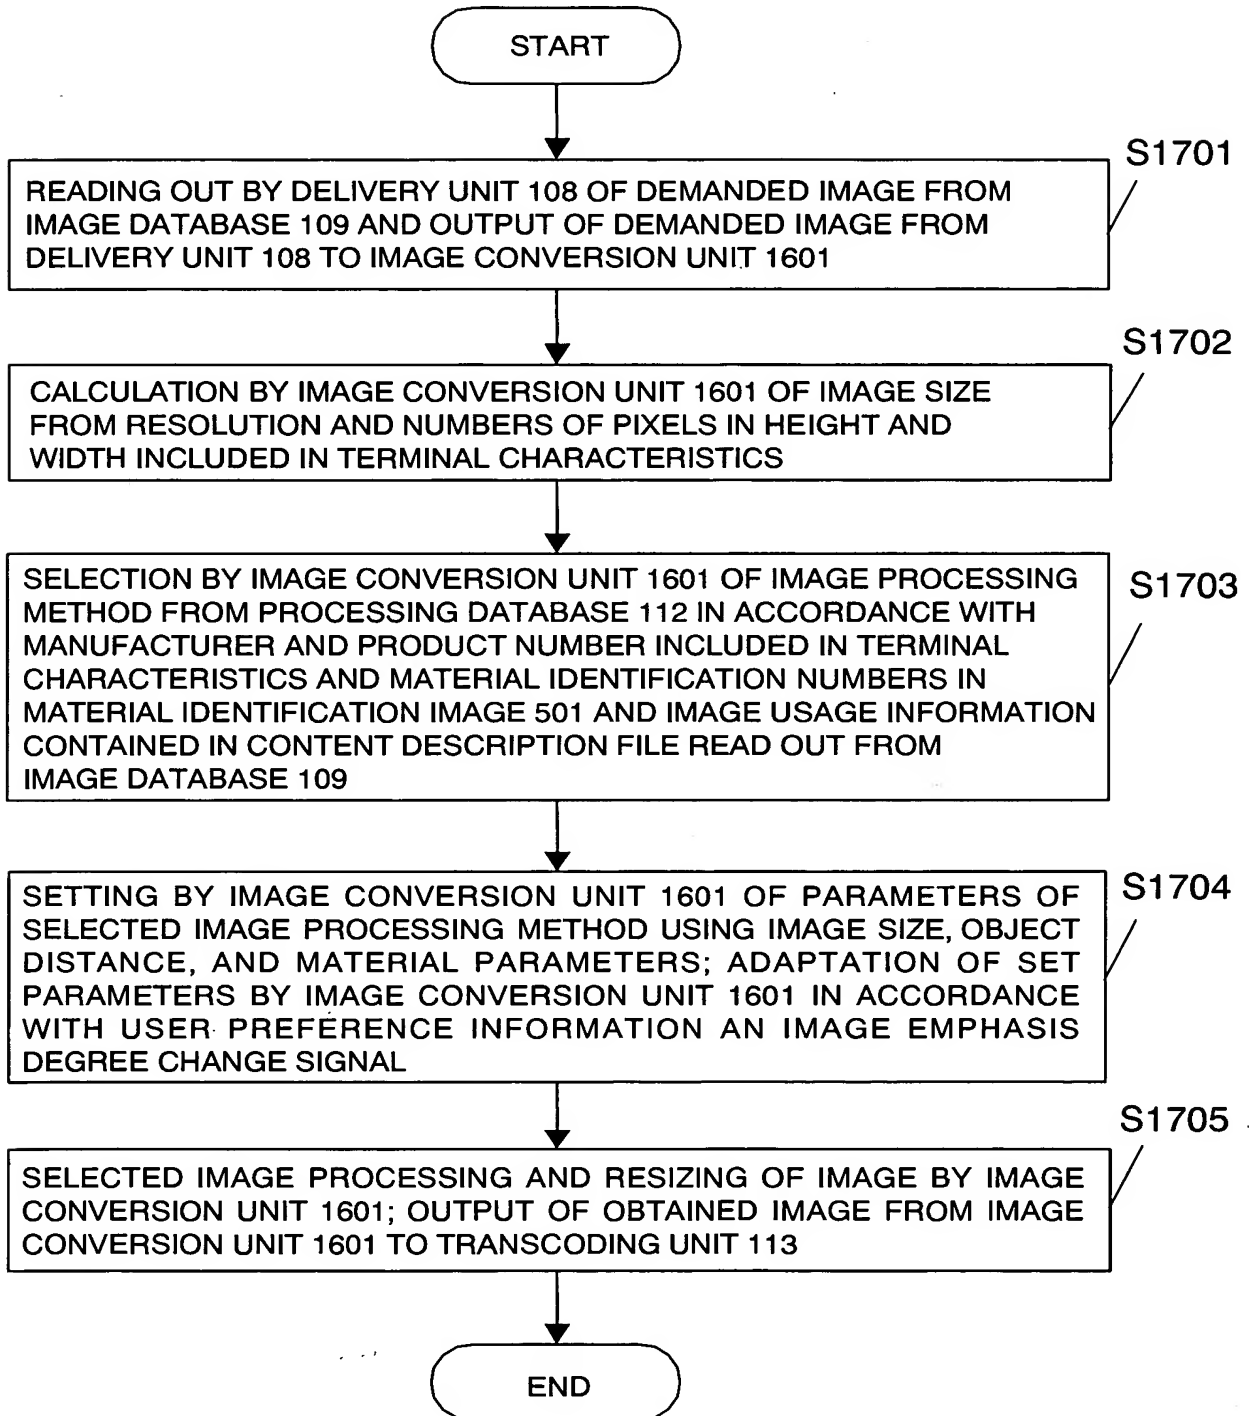 START
S1701
READING OUT BY DELIVERY UNIT 108 OF DEMANDED IMAGE FROM
IMAGE DATABASE 109 AND OUTPUT OF DEMANDED IMAGE FROM
DELIVERY UNIT 108 TO IMAGE CONVERSION UNIT 1601
S1702
CALCULATION BY IMAGE CONVERSION UNIT 1601 OF IMAGE SIZE
FROM RESOLUTION AND NUMBERS OF PIXELS IN HEIGHT AND
WIDTH INCLUDED IN TERMINAL CHARACTERISTICS
S1703
SELECTION BY IMAGE CONVERSION UNIT 1601 OF IMAGE PROCESSING
METHOD FROM PROCESSING DATABASE 112 IN ACCORDANCE WITH
MANUFACTURER AND PRODUCT NUMBER INCLUDED IN TERMINAL
CHARACTERISTICS AND MATERIAL IDENTIFICATION NUMBERS IN
MATERIAL IDENTIFICATION IMAGE 501 AND IMAGE USAGE INFORMATION
CONTAINED IN CONTENT DESCRIPTION FILE READ OUT FROM
IMAGE DATABASE 109
S1704
SETTING BY IMAGE CONVERSION UNIT 1601 OF PARAMETERS OF
SELECTED IMAGE PROCESSING METHOD USING IMAGE SIZE, OBJECT
DISTANCE, AND MATERIAL PARAMETERS; ADAPTATION OF SET
PARAMETERS BY IMAGE CONVERSION UNIT 1601 IN ACCORDANCE
WITH USER PREFERENCE INFORMATION AN IMAGE EMPHASIS
DEGREE CHANGE SIGNAL
S1705
SELECTED IMAGE PROCESSING AND RESIZING OF IMAGE BY IMAGE
CONVERSION UNIT 1601; OUTPUT OF OBTAINED IMAGE FROM IMAGE
CONVERSION UNIT 1601 TO TRANSCODING UNIT 113
END